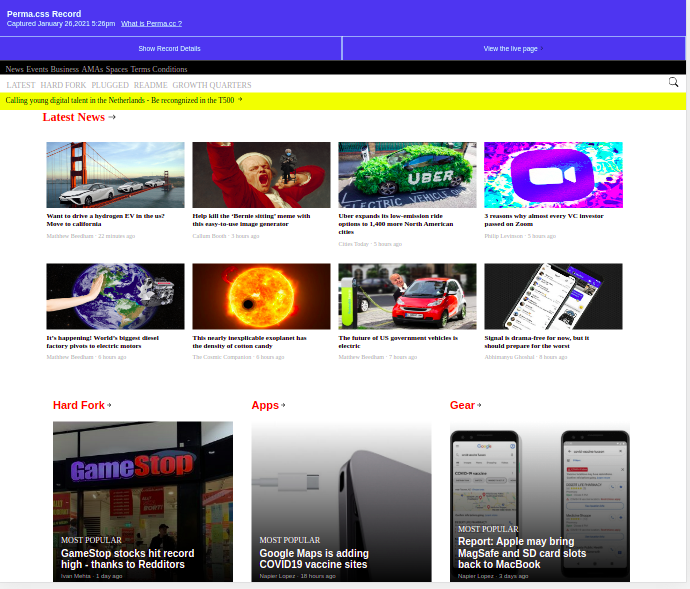 Perma.css Record
Captured January 26,2021 5:26pm What is Perma.cc ?
Show Record Details
View the live page
News Events Business AMAs Spaces Terms Conditions
LATEST HARD FORK PLUGGED README GROWTH QUARTERS
Calling young digital talent in the Netherlands - Be recongnized in the T500 →
Latest News →
UBER
ELECTRIC VEHICLE
Want to drive a hydrogen EV in the us?
Move to california
Matthew Beedham · 22 minutes ago
Help kill the ‘Bernie sitting’ meme with
this easy-to-use image generator
Callum Booth · 3 hours ago
Uber expands its low-emission ride
options to 1,400 more North American
cities
Cities Today · 5 hours ago
3 reasons why almost every VC investor
passed on Zoom
Philip Levinson · 5 hours ago
It’s happening! World’s biggest diesel
factory pivots to electric motors
Matthew Beedham · 6 hours ago
This nearly inexplicable exoplanet has
the density of cotton candy
The Cosmic Companion · 6 hours ago
The future of US government vehicles is
electric
Matthew Beedham · 7 hours ago
Signal is drama-free for now, but it
should prepare for the worst
Abhimanyu Ghoshal · 8 hours ago
Hard Fork →
Apps →
Gear →
GameStop
MOST POPULAR
GameStop stocks hit record
high - thanks to Redditors
Ivan Mehta · 1 day ago
MOST POPULAR
Google Maps is adding
COVID19 vaccine sites
Napier Lopez · 18 hours ago
Google
COVID-19 vaccine
MOST POPULAR
Report: Apple may bring
MagSafe and SD card slots
back to MacBook
Napier Lopez · 3 days ago